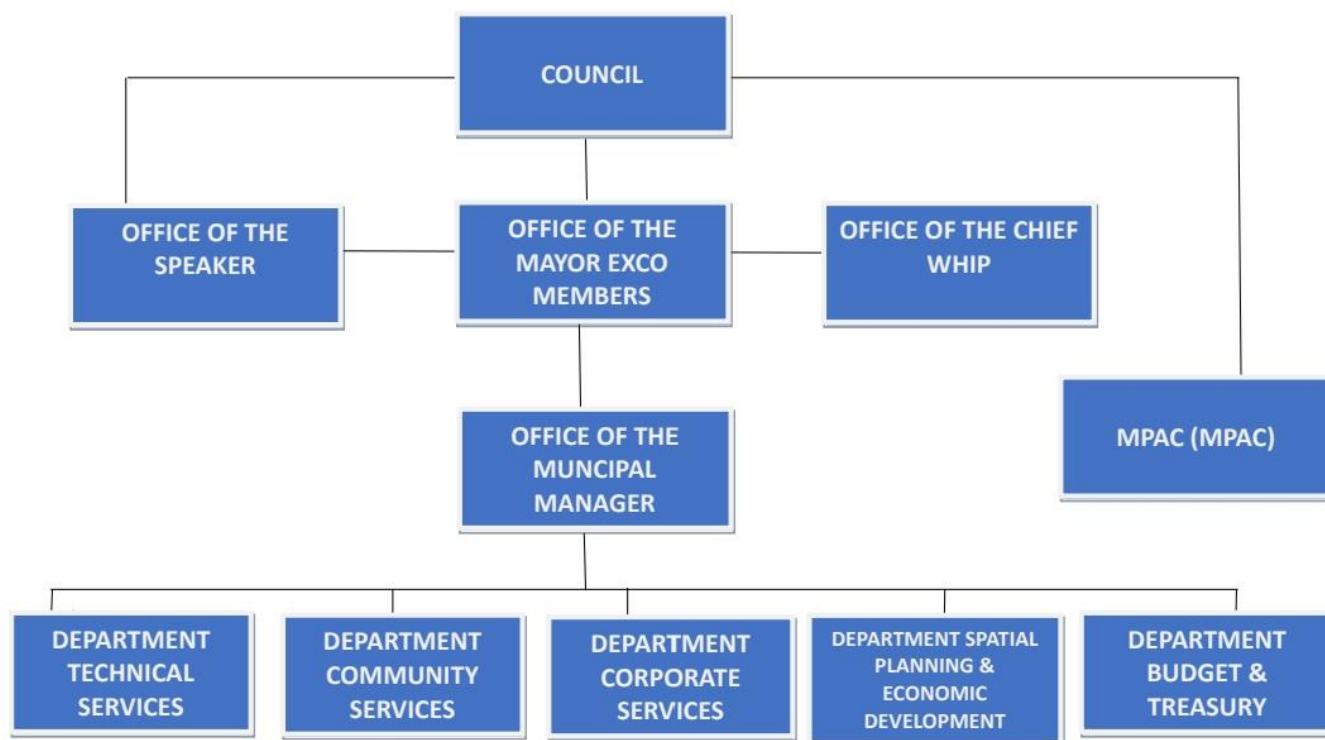 COUNCIL
OFFICE OF THE
SPEAKER
OFFICE OF THE
MAYOR EXCO
MEMBERS
OFFICE OF THE CHIEF
WHIP
MPAC (MPAC)
OFFICE OF THE
MUNCIPAL
MANAGER
DEPARTMENT
TECHNICAL
SERVICES
DEPARTMENT
COMMUNITY
SERVICES
DEPARTMENT
CORPORATE
SERVICES
DEPARTMENT SPATIAL
PLANNING &
ECONOMIC
DEVELOPMENT
DEPARTMENT
BUDGET &
TREASURY